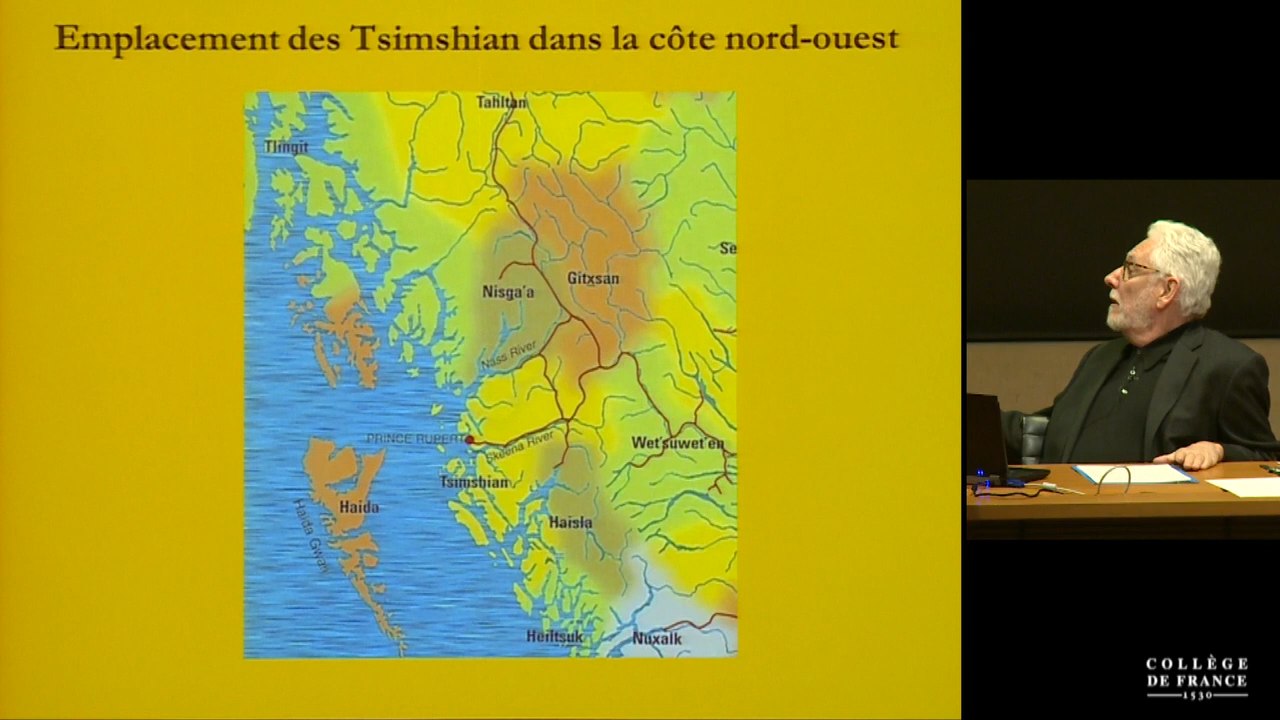 Emplacement des Tsimshian dans la côte nord-ouest
Tahltan
Tlingit
Se
Gitxsan
Nisga'a
Nass River
PRINCE RUPERT
Skeena River
Wet'suwet'en
Tsimshian
Haida
Haida Gwaii
Haisla
Heiltsuk
Nuxalk
COLLÈGE
DE FRANCE
1530